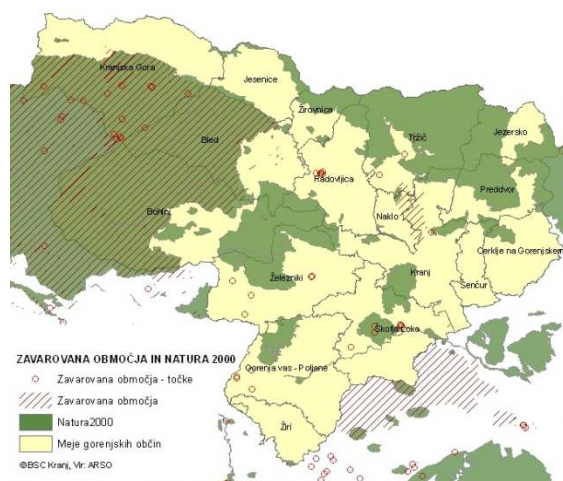 Kranjska Gora
Jesenice
Žirovnica
Tržič
Jezersko
Bled
Radovljica
Preddvor
Bohinj
Naklo
Cerklje na Gorenjskem
Železniki
Kranj
Šenčur
Škofja Loka
Gorenja vas - Poljane
Žiri
ZAVAROVANA OBMOČJA IN NATURA 2000
Zavarovana območja - točke
Zavarovana območja
Natura2000
Meje gorenjskih občin
©BSC Kranj, Vir: ARSO